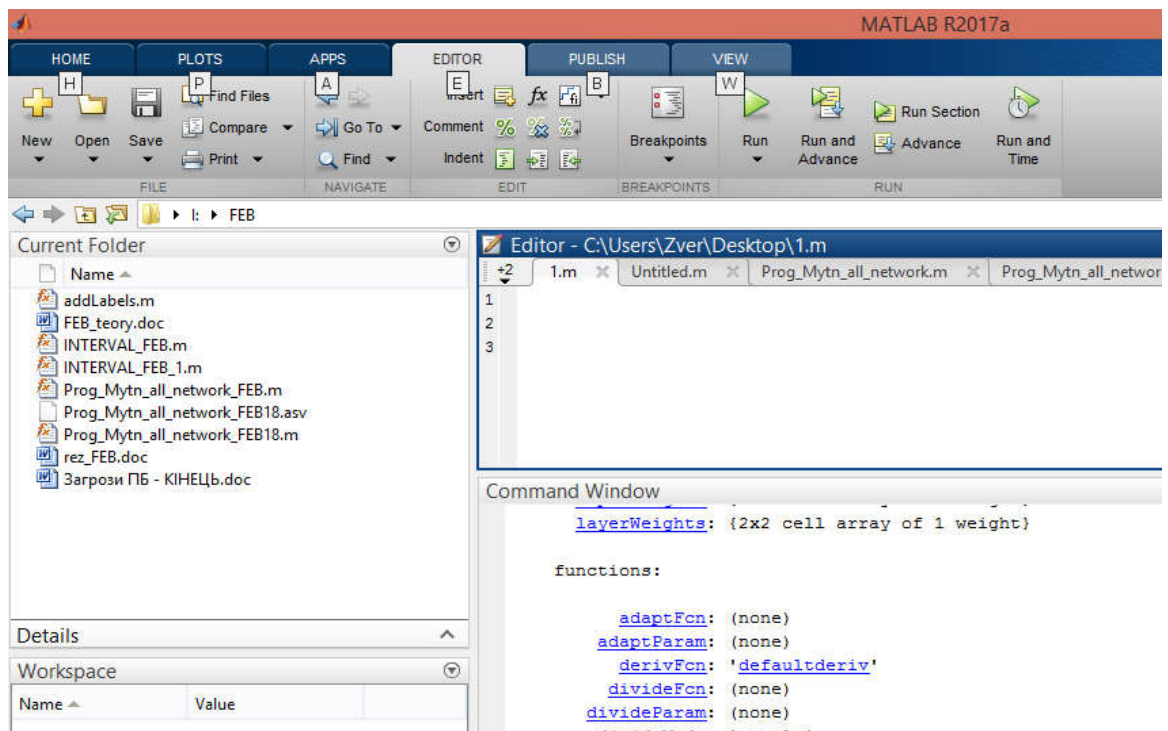 MATLAB R2017a
HOME PLOTS APPS EDITOR PUBLISH VIEW
H P A E B W
Find Files Insert fx
New Open Save Compare Go To Comment Breakpoints Run Run and Advance Run Section Advance Run and Time
Print Find Indent
FILE NAVIGATE EDIT BREAKPOINTS RUN
I: FEB
Current Folder
Name
addLabels.m
FEB_teory.doc
INTERVAL_FEB.m
INTERVAL_FEB_1.m
Prog_Mytn_all_network_FEB.m
Prog_Mytn_all_network_FEB18.asv
Prog_Mytn_all_network_FEB18.m
rez_FEB.doc
Загрози ПБ - КІНЕЦЬ.doc
Details
Workspace
Name Value
Editor - C:\Users\Zver\Desktop\1.m
+2 1.m Untitled.m Prog_Mytn_all_network.m Prog_Mytn_all_networ
1
2
3
Command Window
layerWeights: {2x2 cell array of 1 weight}
functions:
adaptFcn: (none)
adaptParam: (none)
derivFcn: 'defaultderiv'
divideFcn: (none)
divideParam: (none)